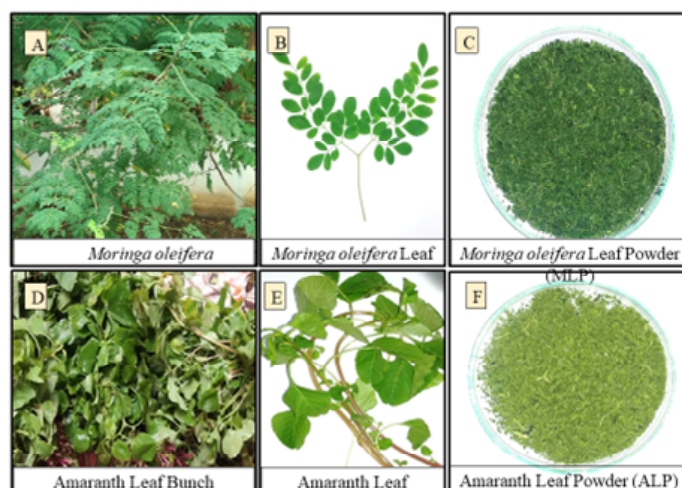 A
B
C
Moringa oleifera
Moringa oleifera Leaf
Moringa oleifera Leaf Powder
(MLP)
D
E
F
Amaranth Leaf Bunch
Amaranth Leaf
Amaranth Leaf Powder (ALP)